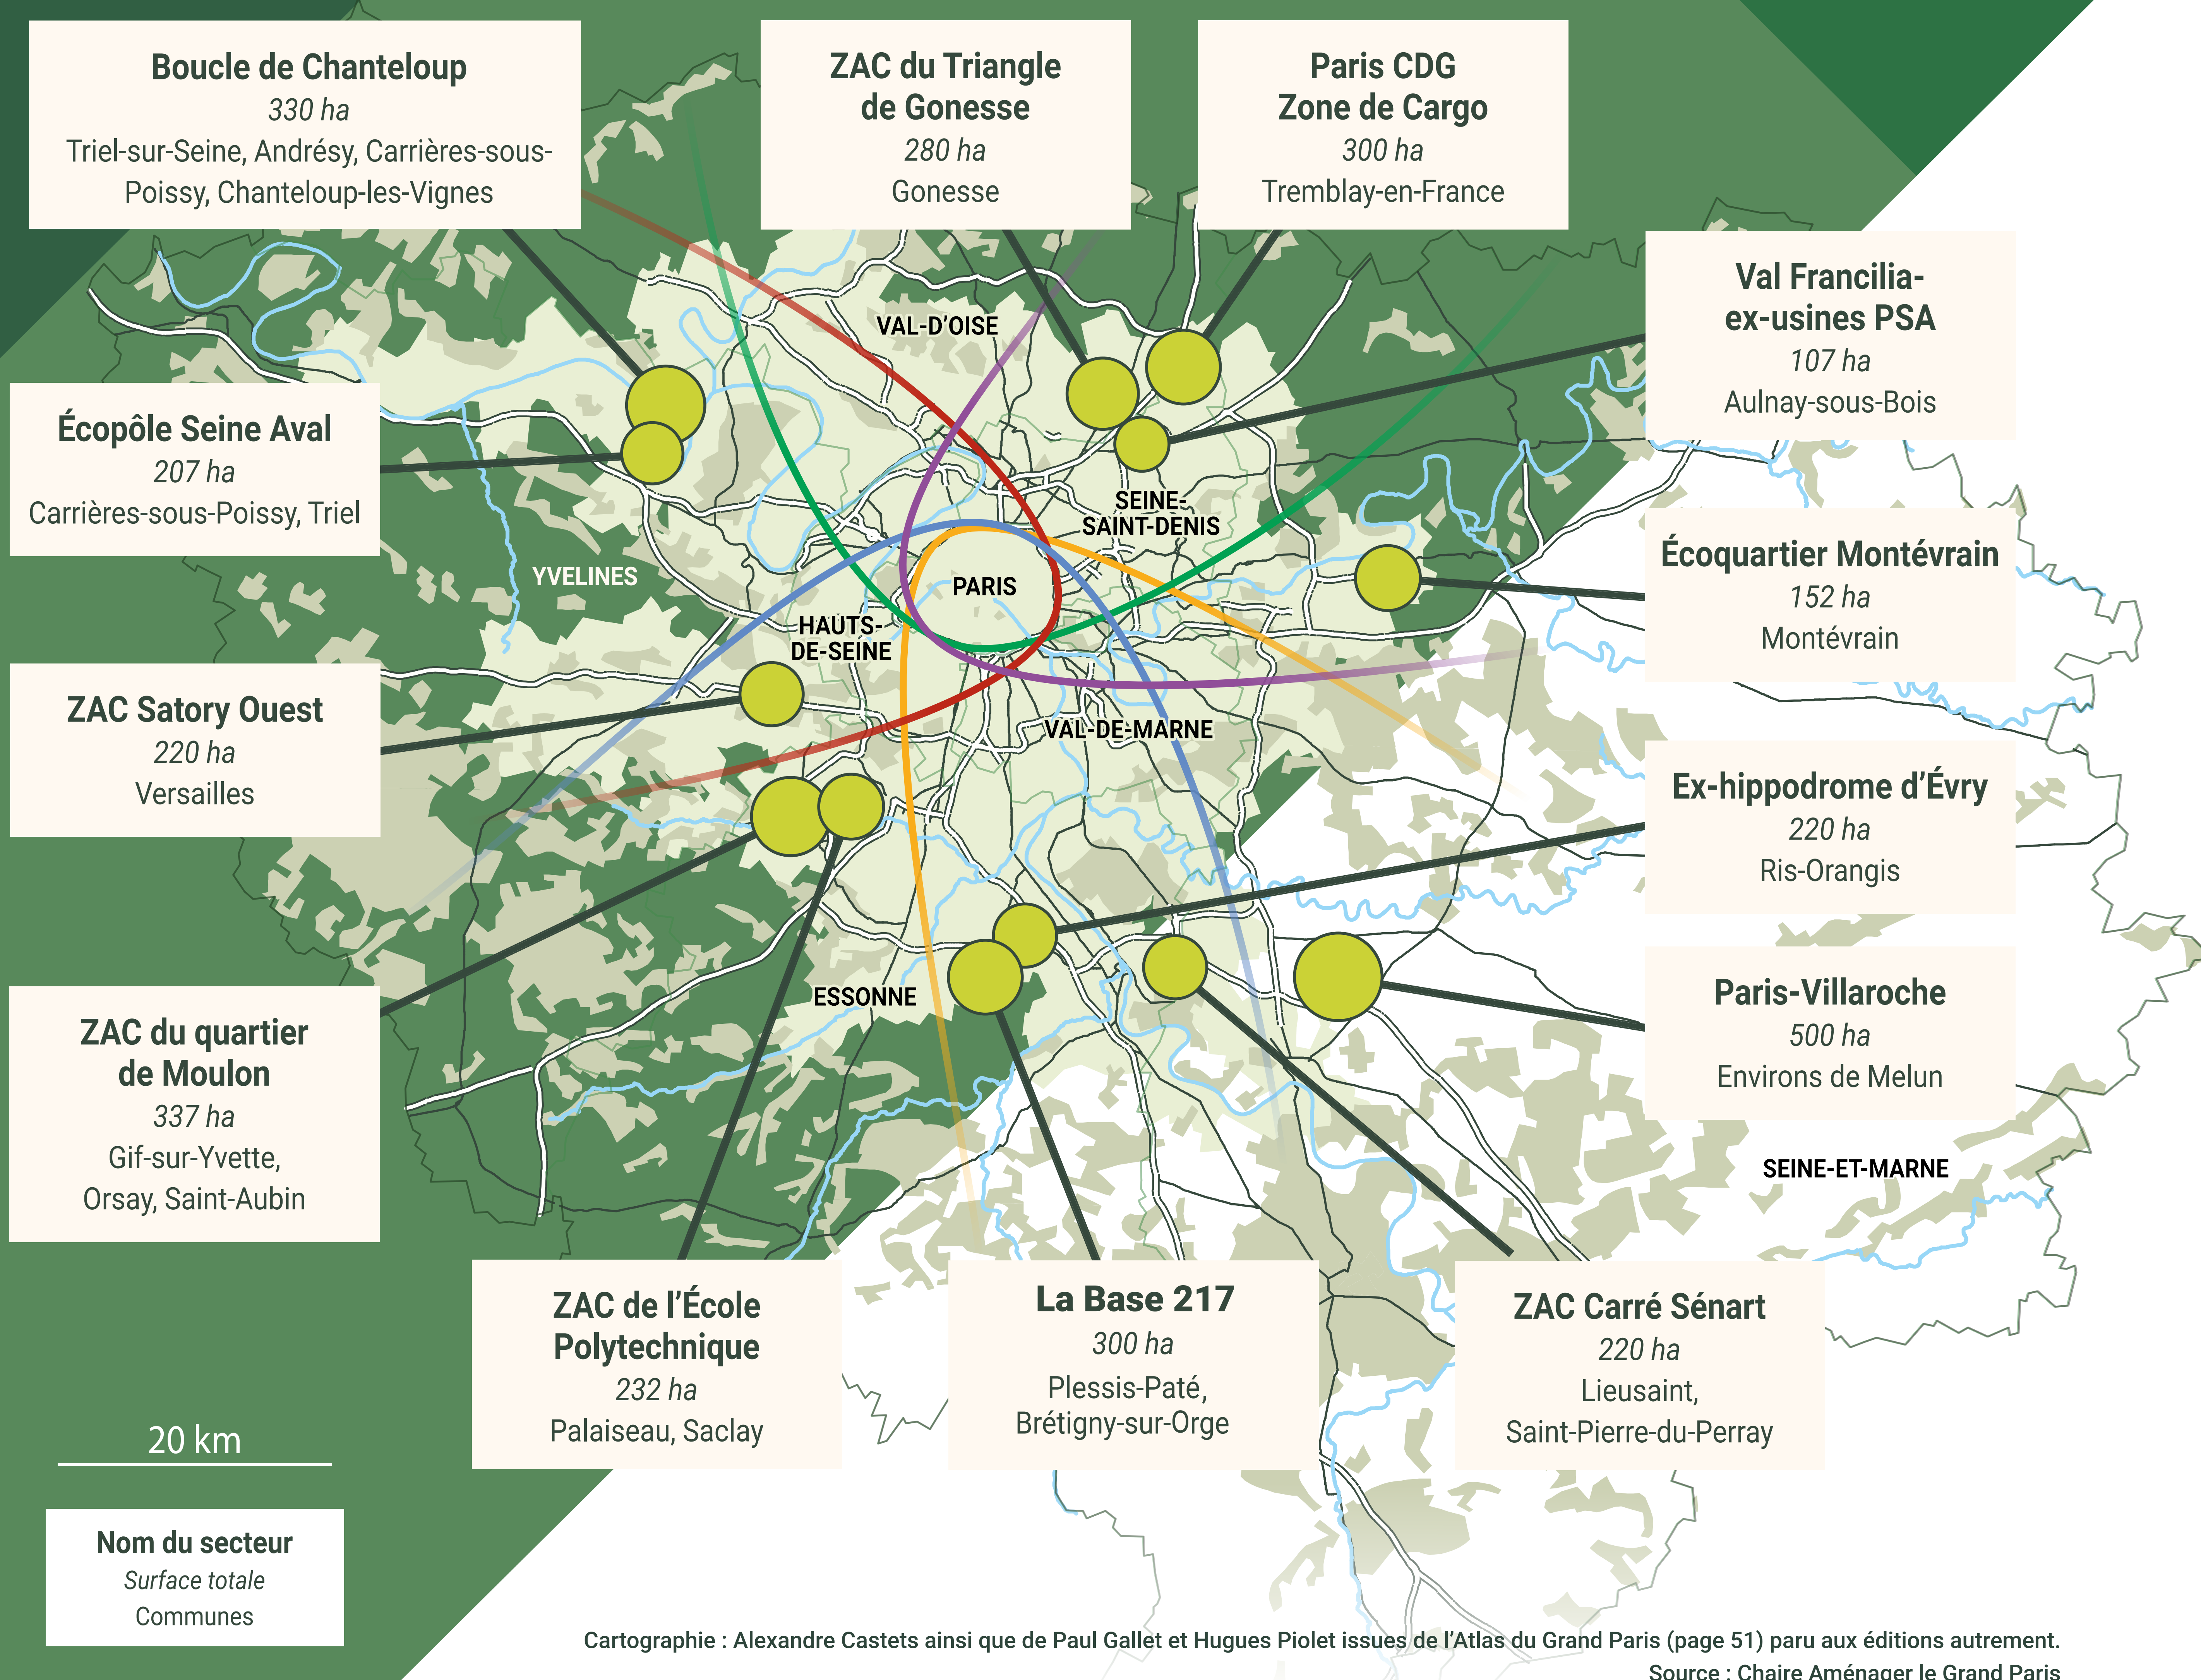 Boucle de Chanteloup
330 ha
Triel-sur-Seine, Andrésy, Carrières-sous-
Poissy, Chanteloup-les-Vignes
ZAC du Triangle
de Gonesse
280 ha
Gonesse
Paris CDG
Zone de Cargo
300 ha
Tremblay-en-France
Val Francilia-
ex-usines PSA
107 ha
Aulnay-sous-Bois
Écopôle Seine Aval
207 ha
Carrières-sous-Poissy, Triel
VAL-D'OISE
SEINE-
SAINT-DENIS
YVELINES
PARIS
HAUTS-
DE-SEINE
VAL-DE-MARNE
Écoquartier Montévrain
152 ha
Montévrain
ZAC Satory Ouest
220 ha
Versailles
Ex-hippodrome d'Évry
220 ha
Ris-Orangis
ESSONNE
Paris-Villaroche
500 ha
Environs de Melun
ZAC du quartier
de Moulon
337 ha
Gif-sur-Yvette,
Orsay, Saint-Aubin
SEINE-ET-MARNE
ZAC de l'École
Polytechnique
232 ha
Palaiseau, Saclay
La Base 217
300 ha
Plessis-Paté,
Brétigny-sur-Orge
ZAC Carré Sénart
220 ha
Lieusaint,
Saint-Pierre-du-Perray
20 km
Nom du secteur
Surface totale
Communes
Cartographie : Alexandre Castets ainsi que de Paul Gallet et Hugues Piolet issues de l'Atlas du Grand Paris (page 51) paru aux éditions autrement.
Source : Chaire Aménager le Grand Paris